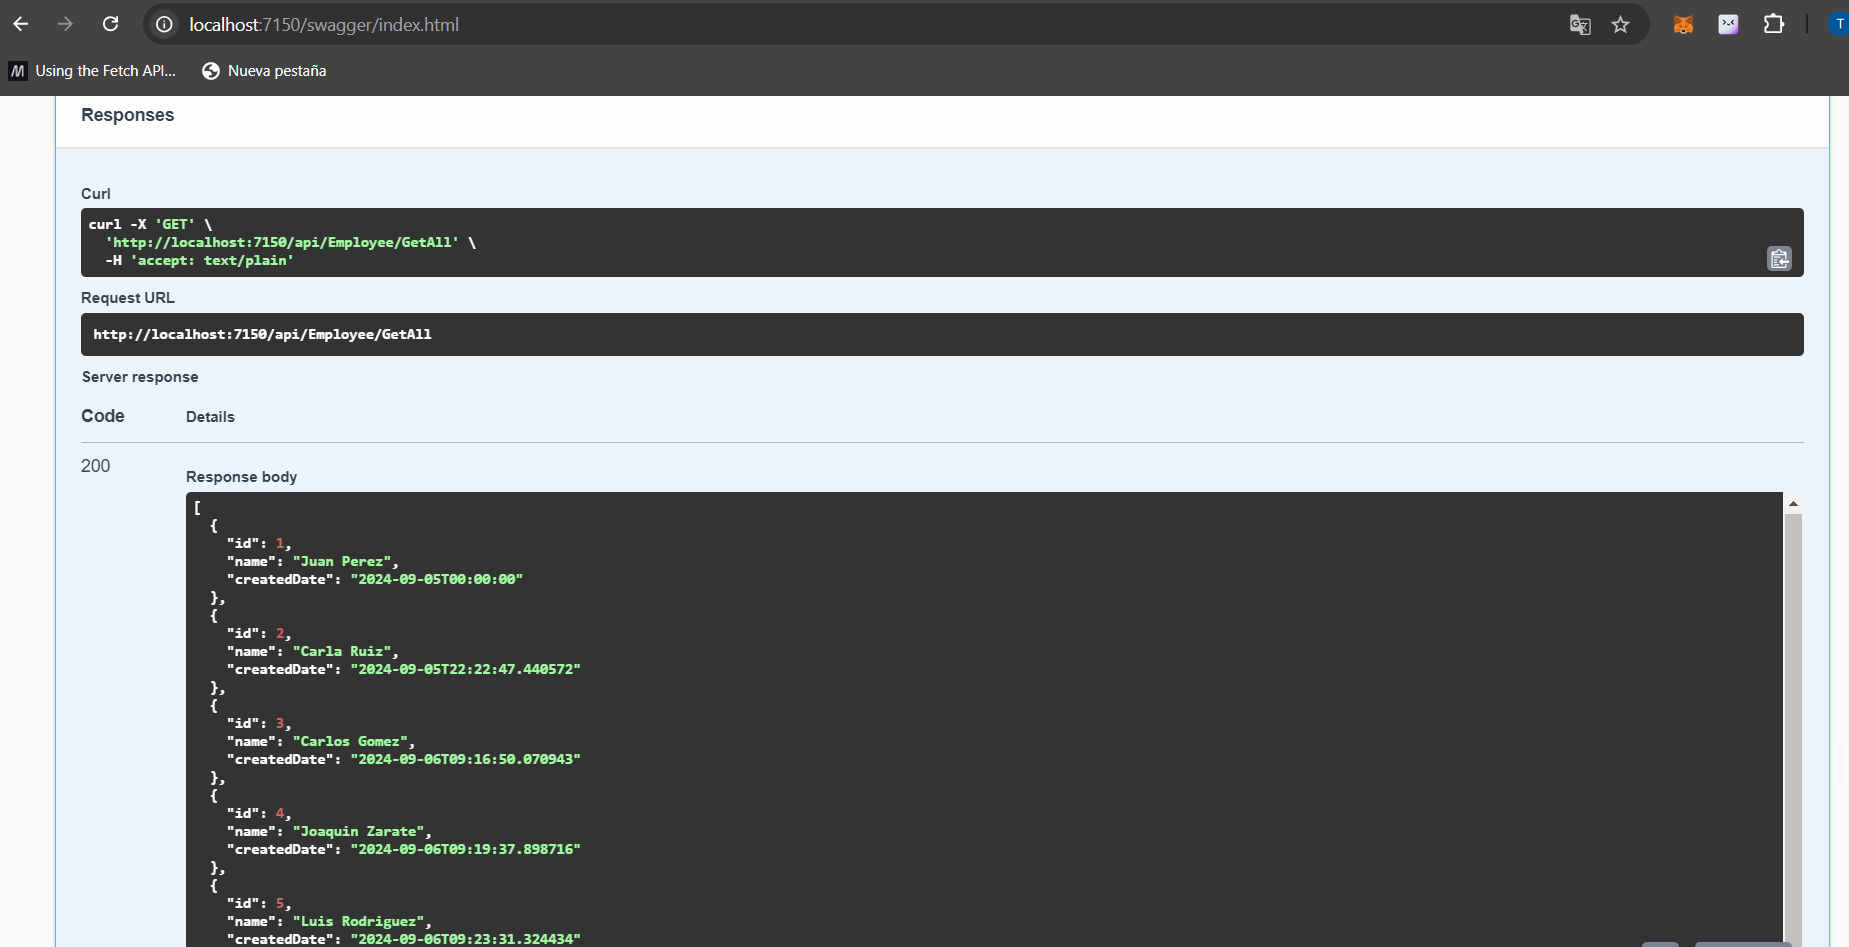 localhost:7150/swagger/index.html
T
Using the Fetch API...
Nueva pestaña
Responses
Curl
curl -X 'GET' \
'http://localhost:7150/api/Employee/GetAll' \
-H 'accept: text/plain'
Request URL
http://localhost:7150/api/Employee/GetAll
Server response
Code Details
200
Response body
[
{
"id": 1,
"name": "Juan Perez",
"createdDate": "2024-09-05T00:00:00"
},
{
"id": 2,
"name": "Carla Ruiz",
"createdDate": "2024-09-05T22:22:47.440572"
},
{
"id": 3,
"name": "Carlos Gomez",
"createdDate": "2024-09-06T09:16:50.070943"
},
{
"id": 4,
"name": "Joaquin Zarate",
"createdDate": "2024-09-06T09:19:37.898716"
},
{
"id": 5,
"name": "Luis Rodriguez",
"createdDate": "2024-09-06T09:23:31.324434"